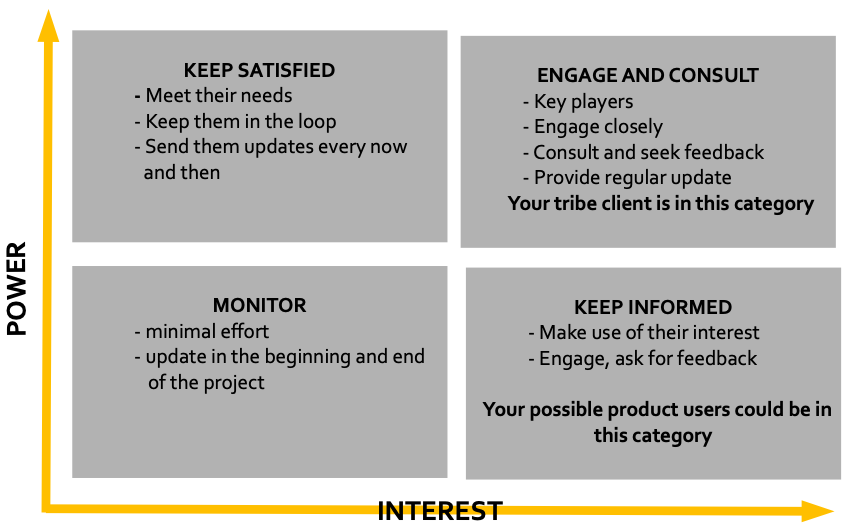 KEEP SATISFIED
- Meet their needs
- Keep them in the loop
- Send them updates every now
and then
ENGAGE AND CONSULT
- Key players
- Engage closely
- Consult and seek feedback
- Provide regular update
Your tribe client is in this category
POWER
MONITOR
- minimal effort
- update in the beginning and end
of the project
KEEP INFORMED
- Make use of their interest
- Engage, ask for feedback
Your possible product users could be in
this category
INTEREST